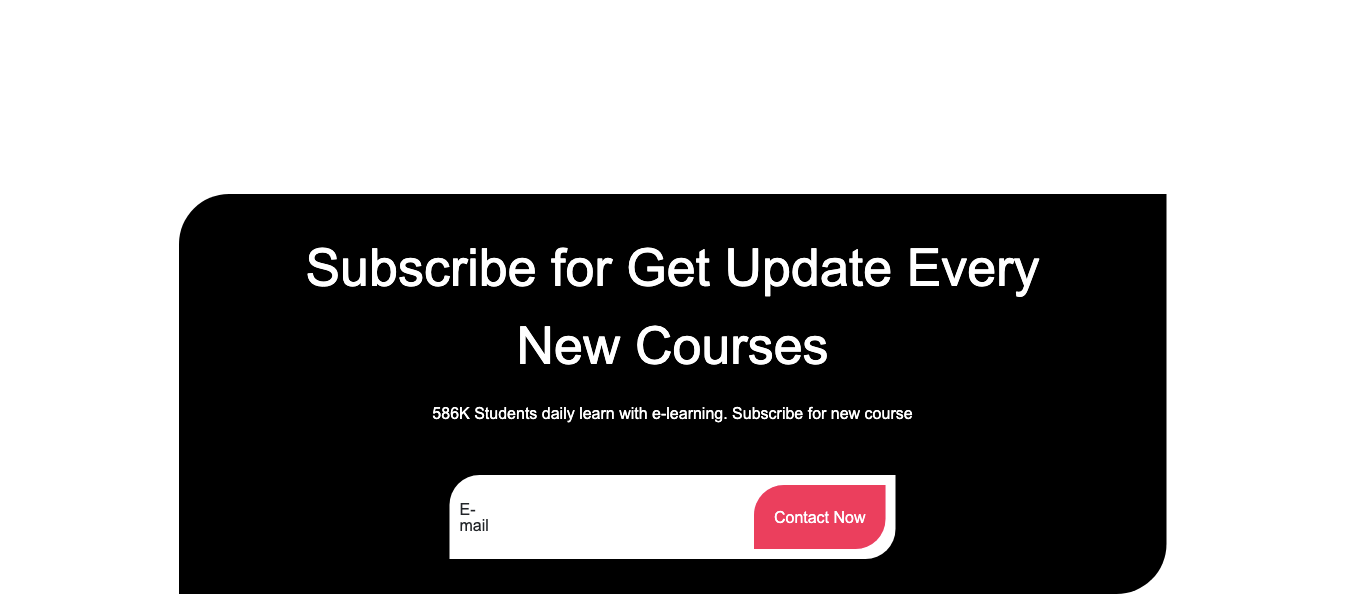 Subscribe for Get Update Every
New Courses
586K Students daily learn with e-learning. Subscribe for new course
E-
mail
Contact Now